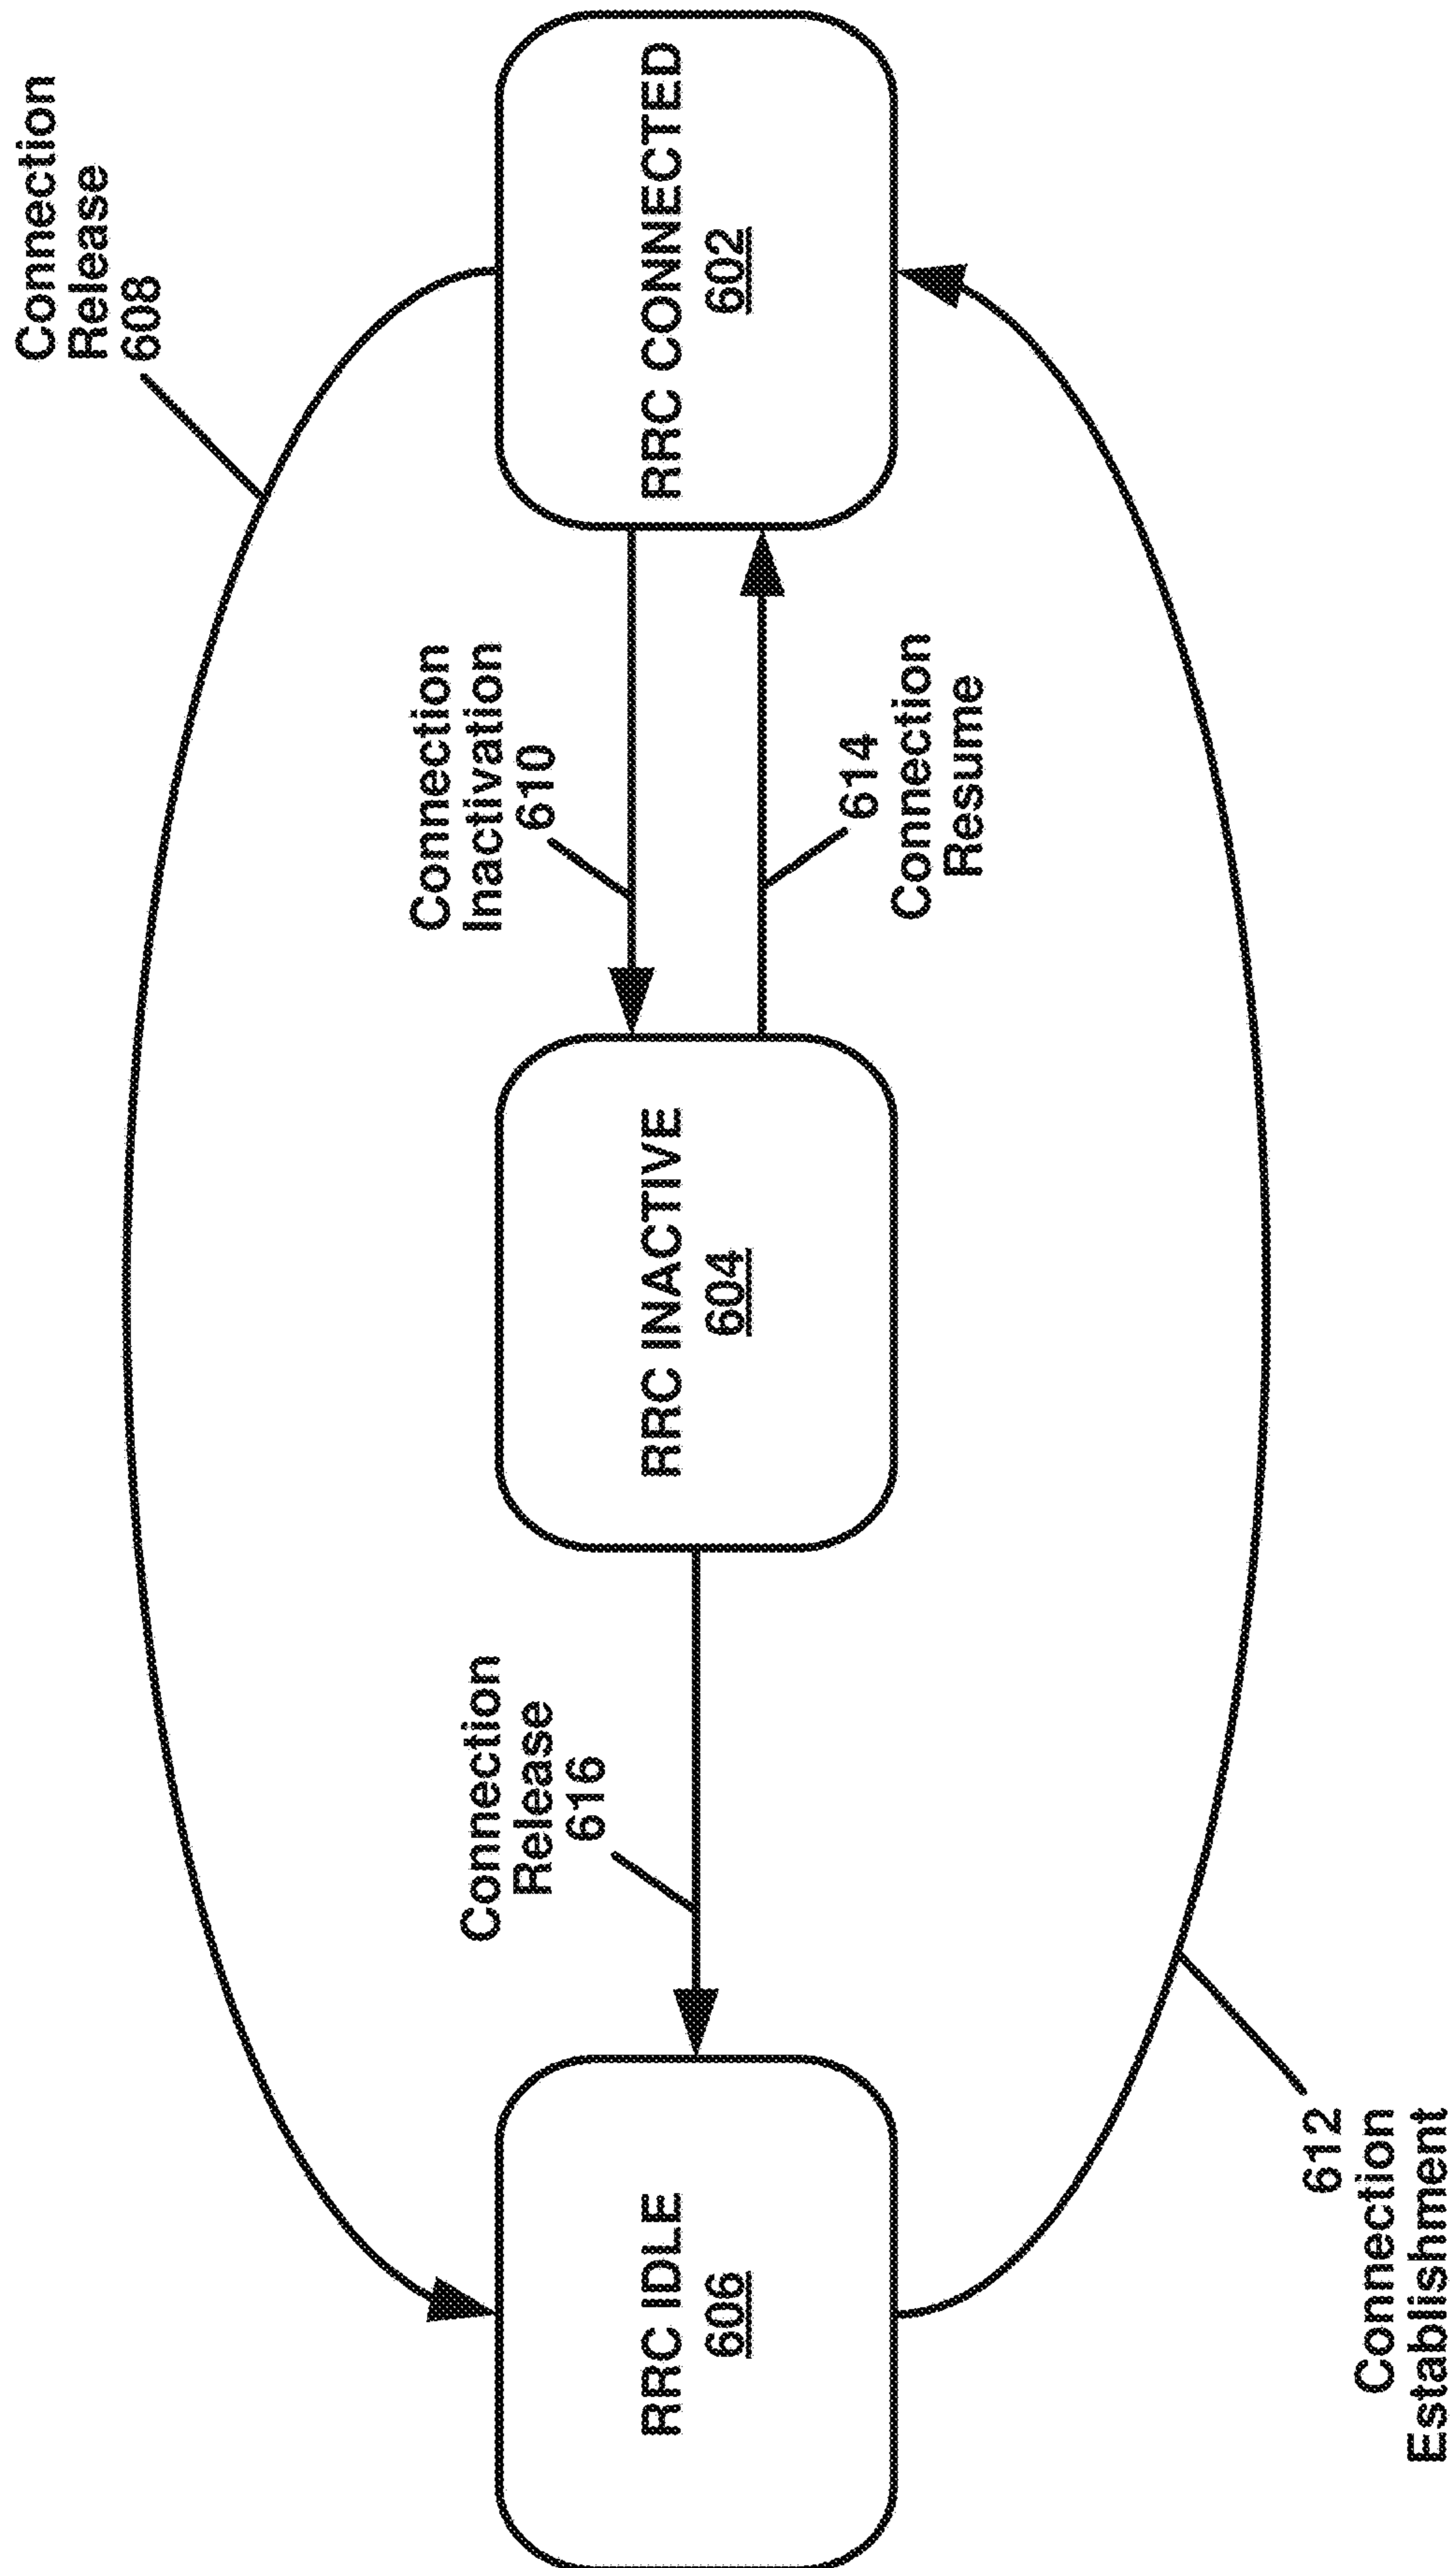 Connection
Release
608
Connection
Inactivation
610
Connection
Release
616
RRC IDLE
606
RRC INACTIVE
604
RRC CONNECTED
602
614
Connection
Resume
612
Connection
Establishment